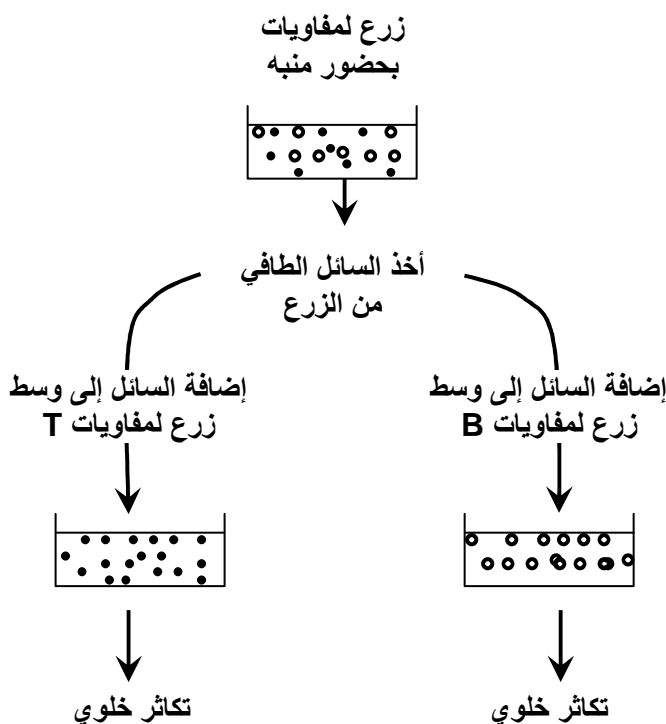 زرع لمفاويات
بحضور منبه
أخذ السائل الطافي
من الزرع
إضافة السائل إلى وسط
زرع لمفاويات B
إضافة السائل إلى وسط
زرع لمفاويات T
تكاثر خلوي
تكاثر خلوي